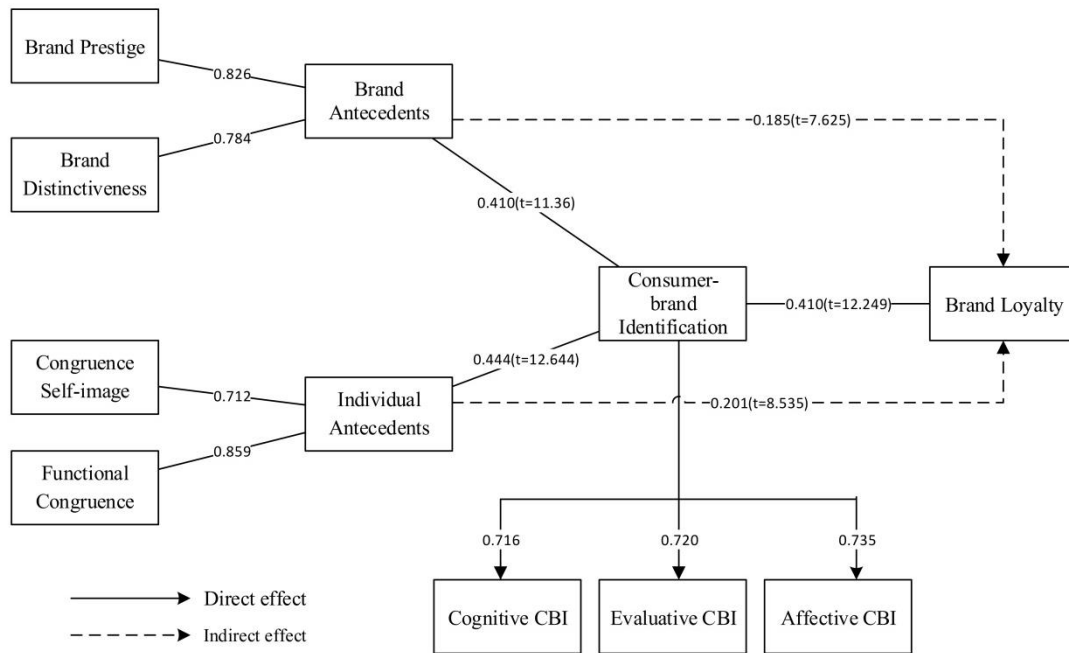 Brand Prestige
0.826
Brand
Antecedents
0.185(t=7.625)
0.784
Brand
Distinctiveness
0.410(t=11.36)
Consumer-
brand
Identification
0.410(t=12.249)
Brand Loyalty
0.444(t=12.644)
Congruence
Self-image
0.712
Individual
Antecedents
0.201(t=8.535)
0.859
Functional
Congruence
0.716
0.720
0.735
Cognitive CBI
Evaluative CBI
Affective CBI
Direct effect
Indirect effect